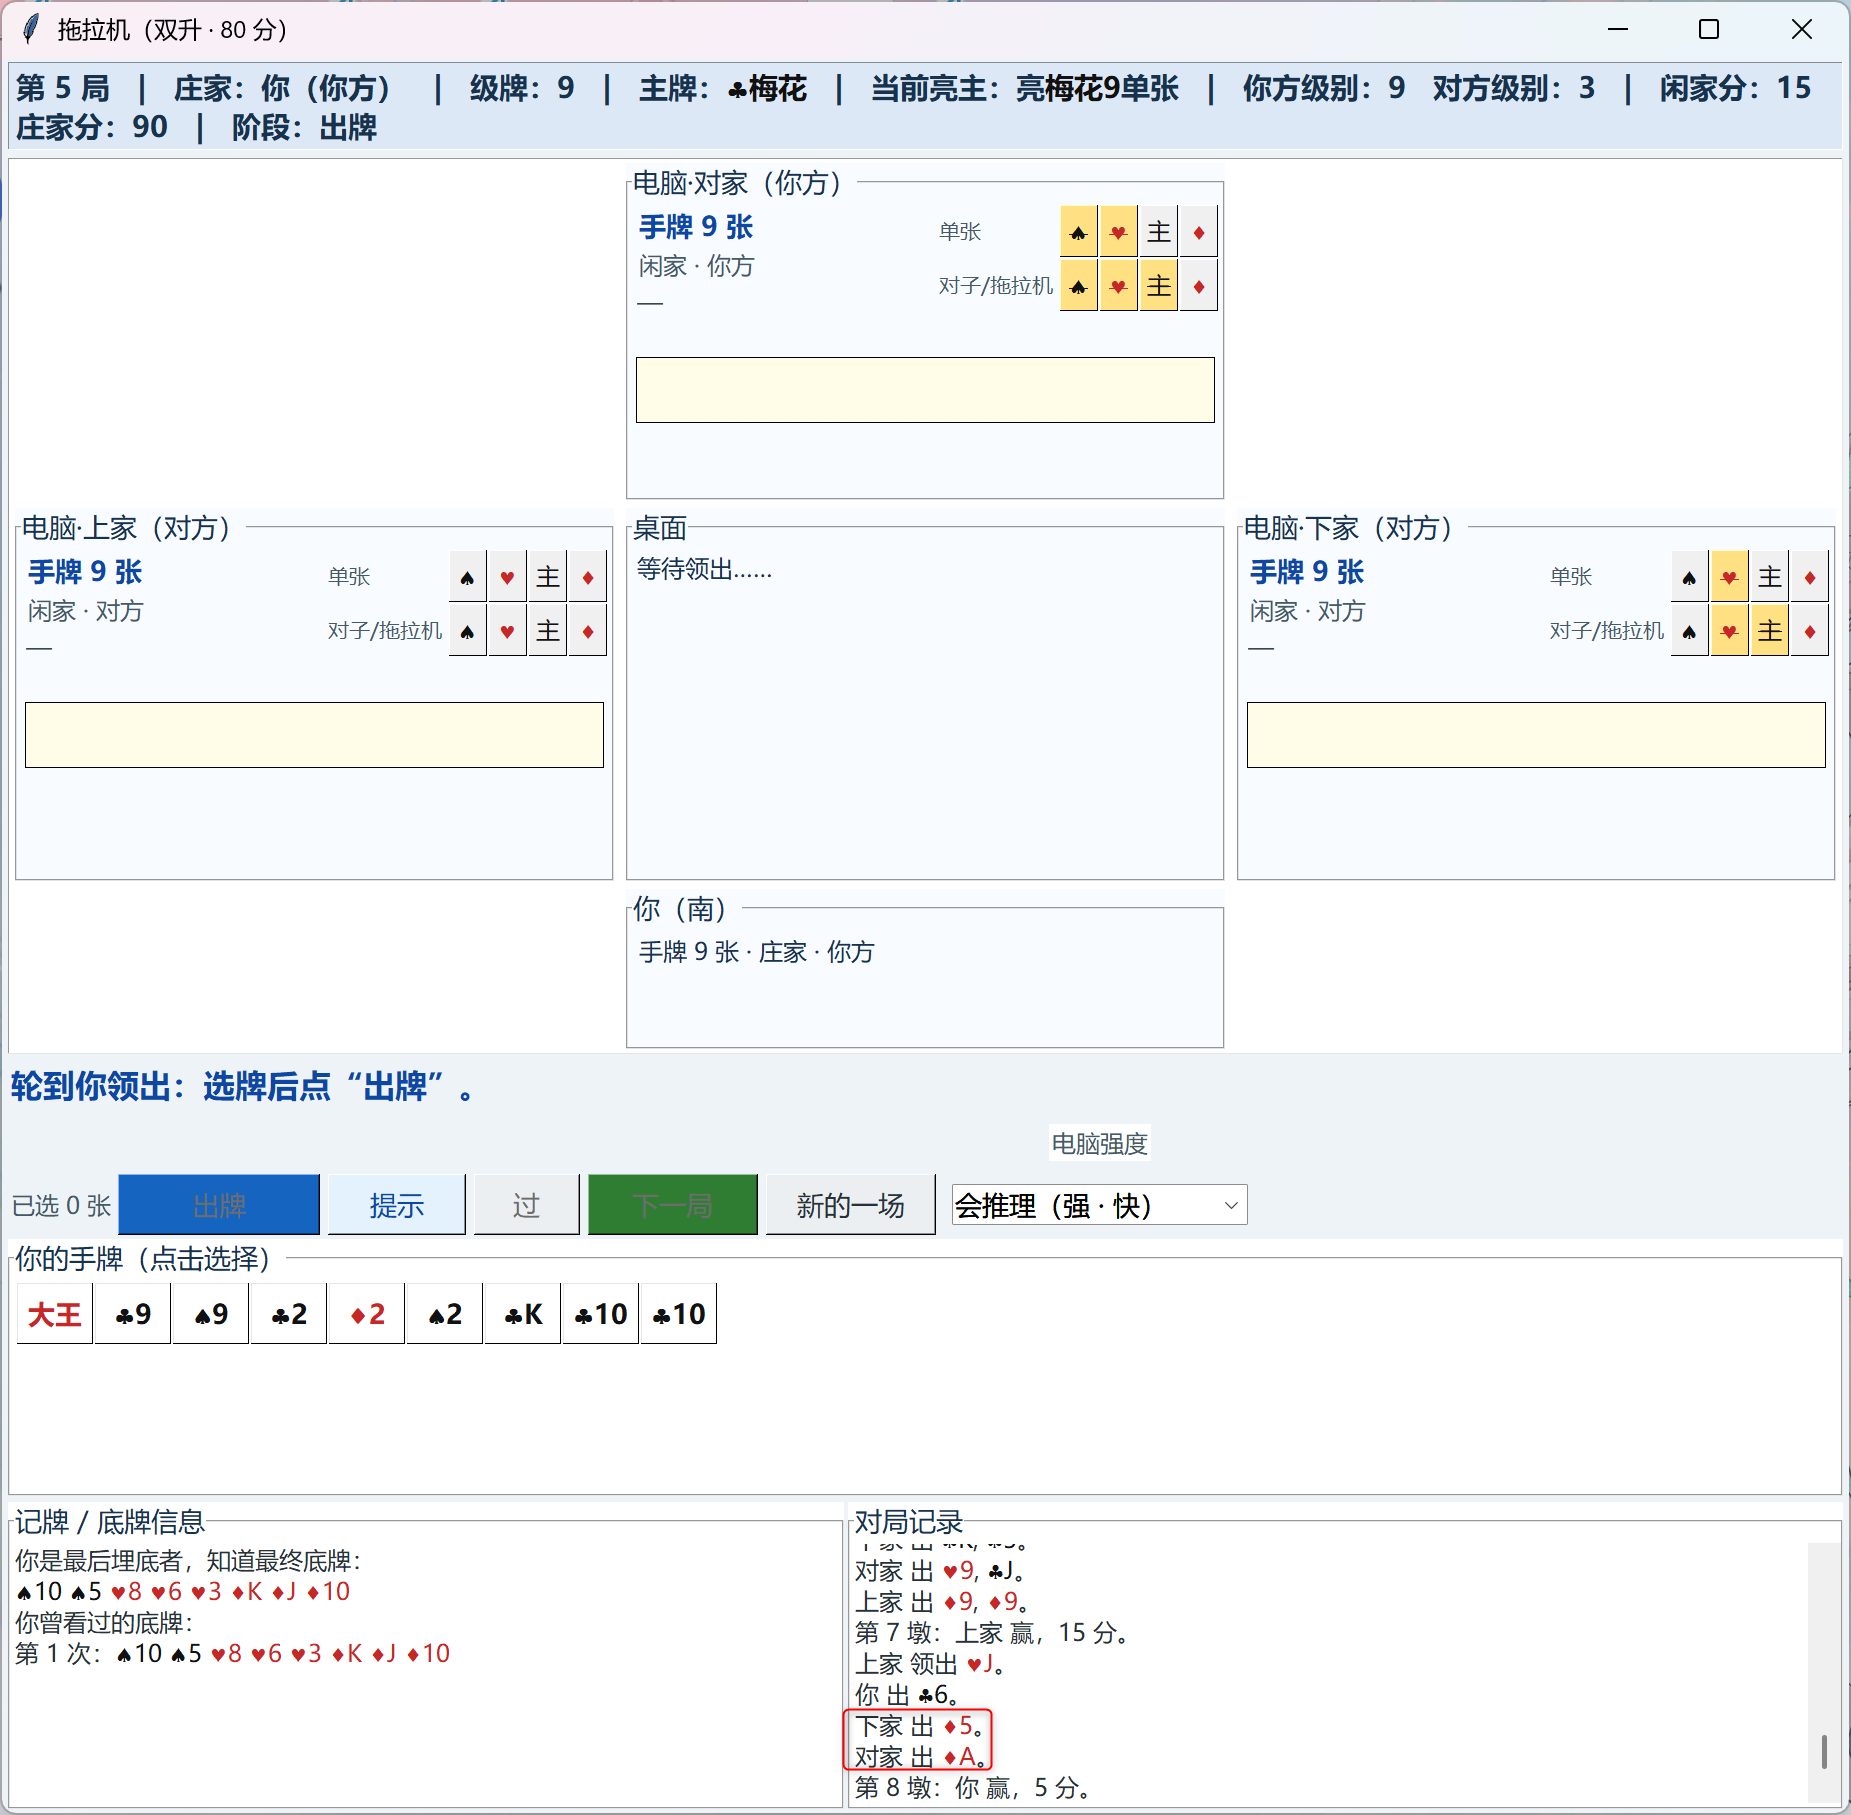 拖拉机（双升 · 80 分）
第 5 局 | 庄家：你（你方） | 级牌：9 | 主牌：♣梅花 | 当前亮主：亮梅花9单张 | 你方级别：9 对方级别：3 | 闲家分：15
庄家分：90 | 阶段：出牌
电脑·对家（你方）
手牌 9 张
单张 ♠ ♥ 主 ♦
闲家 · 你方
对子/拖拉机 ♠ ♥ 主 ♦
—
电脑·上家（对方）
手牌 9 张
单张 ♠ ♥ 主 ♦
闲家 · 对方
对子/拖拉机 ♠ ♥ 主 ♦
—
桌面
等待领出……
电脑·下家（对方）
手牌 9 张
单张 ♠ ♥ 主 ♦
闲家 · 对方
对子/拖拉机 ♠ ♥ 主 ♦
—
你（南）
手牌 9 张 · 庄家 · 你方
轮到你领出：选牌后点“出牌”。
电脑强度
已选 0 张 出牌 提示 过 下一局 新的一场 会推理（强 · 快）
你的手牌（点击选择）
大王 ♣9 ♠9 ♣2 ♦2 ♠2 ♣K ♣10 ♣10
记牌 / 底牌信息
你是最后埋底者，知道最终底牌：
♠10 ♠5 ♥8 ♥6 ♥3 ♦K ♦J ♦10
你曾看过的底牌：
第 1 次：♠10 ♠5 ♥8 ♥6 ♥3 ♦K ♦J ♦10
对局记录
对家 出 ♥9, ♣J。
上家 出 ♦9, ♦9。
第 7 墩：上家 赢，15 分。
上家 领出 ♥J。
你 出 ♣6。
下家 出 ♦5。
对家 出 ♦A。
第 8 墩：你 赢，5 分。